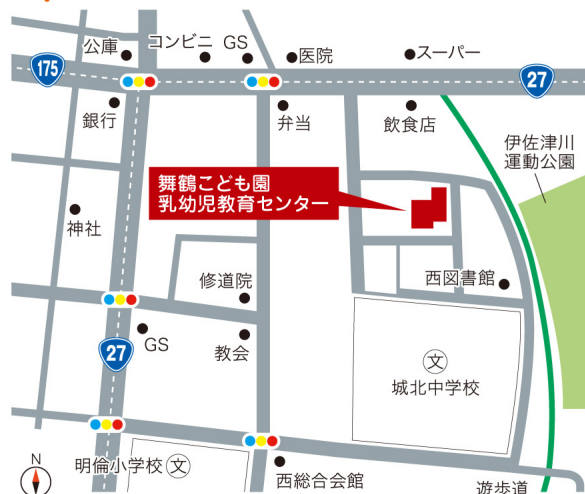 公庫
コンビニ
GS
医院
スーパー
175
27
銀行
弁当
飲食店
伊佐津川
運動公園
舞鶴こども園
乳幼児教育センター
神社
修道院
西図書館
GS
27
教会
文
城北中学校
N
明倫小学校
文
西総合会館
遊歩道